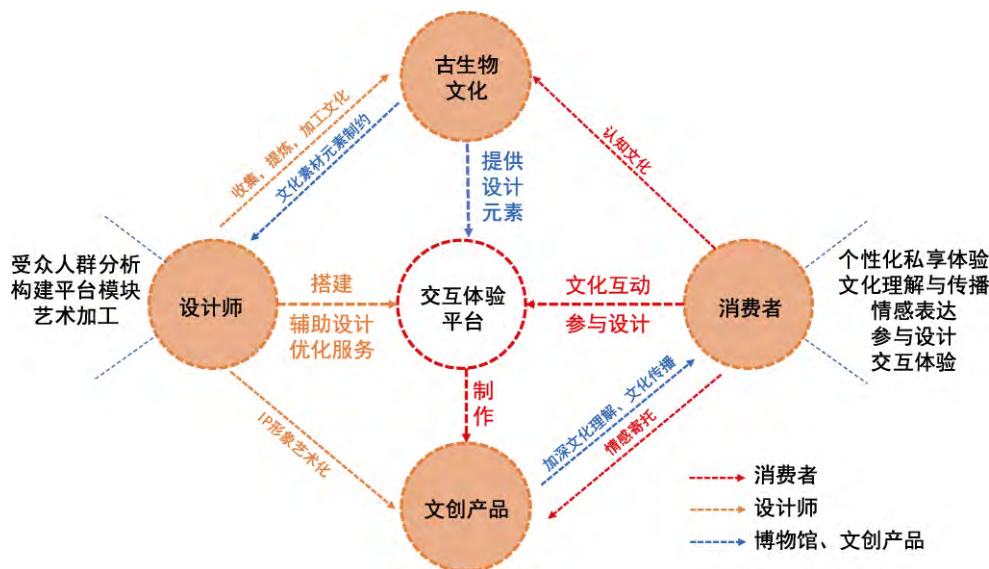 古生物
文化
收集，提炼，加工文化
文化素材元素制约
提供
设计
元素
认知文化
受众人群分析
构建平台模块
艺术加工
设计师
搭建
辅助设计
优化服务
交互体验
平台
文化互动
参与设计
消费者
个性化私享体验
文化理解与传播
情感表达
参与设计
交互体验
IP形象艺术化
制
作
加深文化理解、文化传播
情感寄托
文创产品
消费者
设计师
博物馆、文创产品